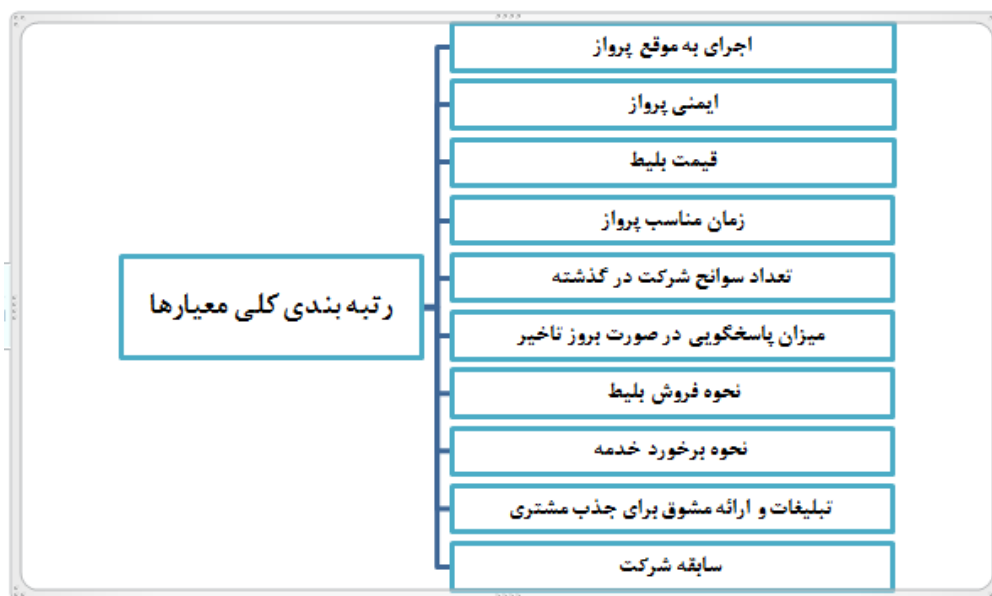 اجرای به موقع پرواز
ایمنی پرواز
قیمت بلیط
زمان مناسب پرواز
تعداد سوانح شرکت در گذشته
رتبه بندی کلی معیارها
میزان پاسخگویی در صورت بروز تاخیر
نحوه فروش بلیط
نحوه برخورد خدمه
تبلیغات و ارائه مشوق برای جذب مشتری
سابقه شرکت